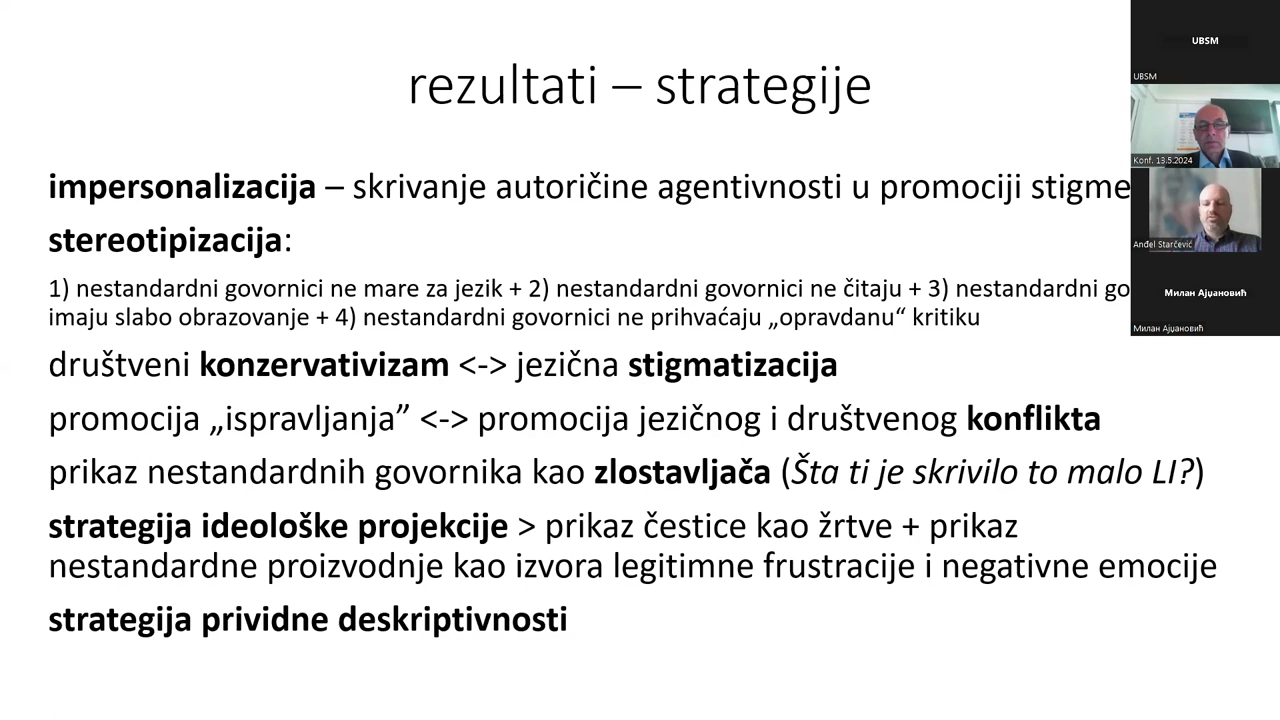 rezultati – strategije
impersonalizacija – skrivanje autoričine agentivnosti u promociji stigme
stereotipizacija:
1) nestandardni govornici ne mare za jezik + 2) nestandardni govornici ne čitaju + 3) nestandardni go
imaju slabo obrazovanje + 4) nestandardni govornici ne prihvaćaju „opravdanu“ kritiku
društveni konzervativizam <-> jezična stigmatizacija
promocija „ispravljanja” <-> promocija jezičnog i društvenog konflikta
prikaz nestandardnih govornika kao zlostavljača (Šta ti je skrivilo to malo LI?)
strategija ideološke projekcije > prikaz čestice kao žrtve + prikaz
nestandardne proizvodnje kao izvora legitimne frustracije i negativne emocije
strategija prividne deskriptivnosti
UBSM
UBSM
Konf. 13.5.2024
Anđel Starčević
Милан Ајџановић
Милан Ајџановић